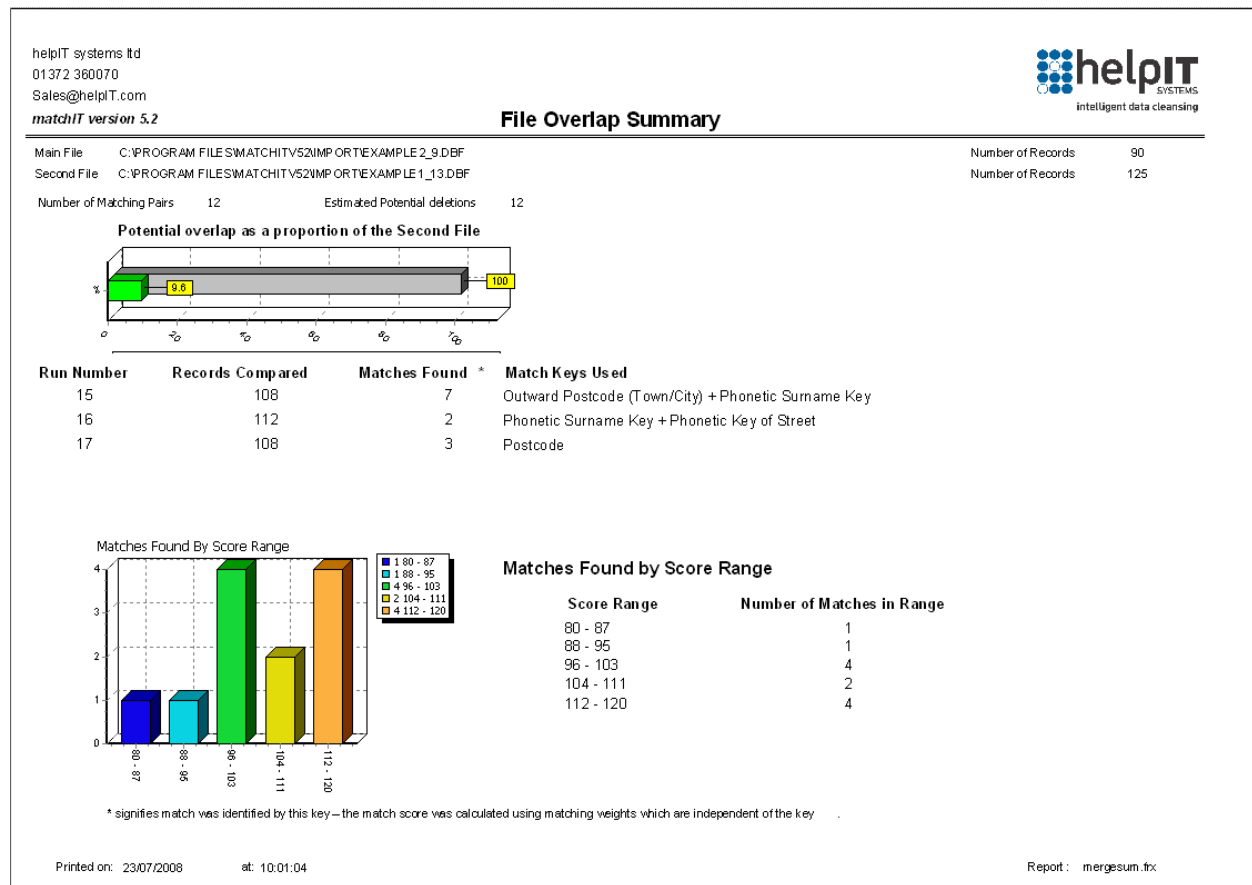 helpIT systems ltd
01372 360070
Sales@helpIT.com
matchIT version 5.2
helpIT
SYSTEMS
intelligent data cleansing
File Overlap Summary
Main File C:\PROGRAM FILES\MATCHITV52\IMPORT\EXAMPLE2_9.DBF Number of Records 90
Second File C:\PROGRAM FILES\MATCHITV52\IMPORT\EXAMPLE1_13.DBF Number of Records 125
Number of Matching Pairs 12 Estimated Potential deletions 12
Potential overlap as a proportion of the Second File
% 9.6 100
0 20 40 60 80 100
Run Number Records Compared Matches Found * Match Keys Used
15 108 7 Outward Postcode (Town/City) + Phonetic Surname Key
16 112 2 Phonetic Surname Key + Phonetic Key of Street
17 108 3 Postcode
Matches Found By Score Range
4
3
2
1
0
80 - 87 88 - 95 96 - 103 104 - 111 112 - 120
1 80 - 87
1 88 - 95
4 96 - 103
2 104 - 111
4 112 - 120
Matches Found by Score Range
Score Range Number of Matches in Range
80 - 87 1
88 - 95 1
96 - 103 4
104 - 111 2
112 - 120 4
* signifies match was identified by this key – the match score was calculated using matching weights which are independent of the key .
Printed on: 23/07/2008 at: 10:01:04 Report : mergesum.frx